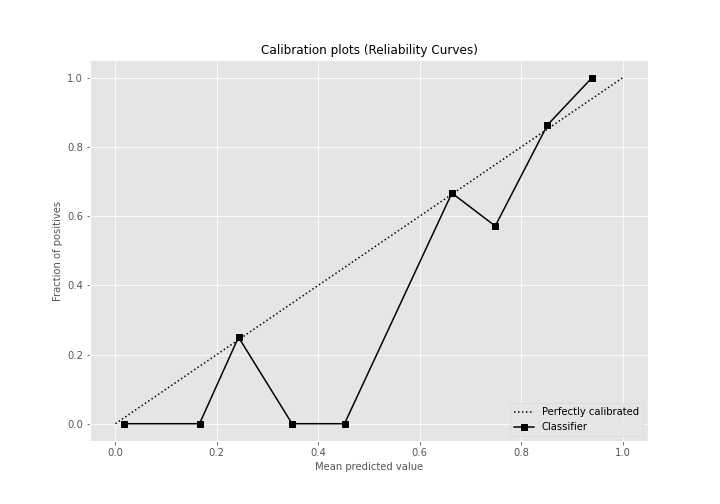 Calibration plots (Reliability Curves)
Fraction of positives
1.0
0.8
0.6
0.4
0.2
0.0
0.0 0.2 0.4 0.6 0.8 1.0
Mean predicted value
Perfectly calibrated
Classifier